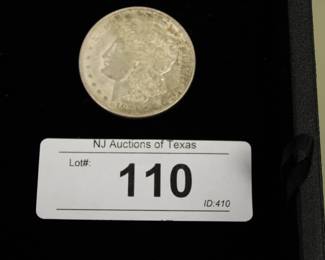 NJ Auctions of Texas
Lot#:
110
ID:410